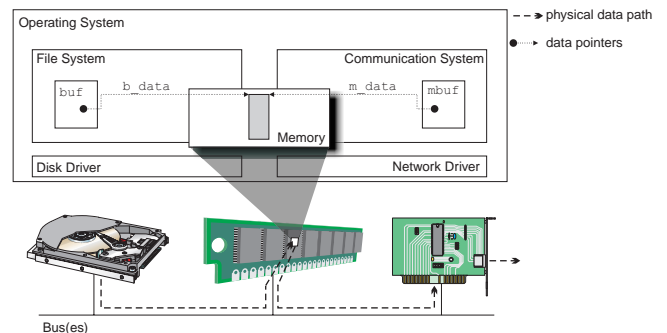 Operating System
physical data path
data pointers
File System
Communication System
buf
b_data
m_data
mbuf
Memory
Disk Driver
Network Driver
Bus(es)